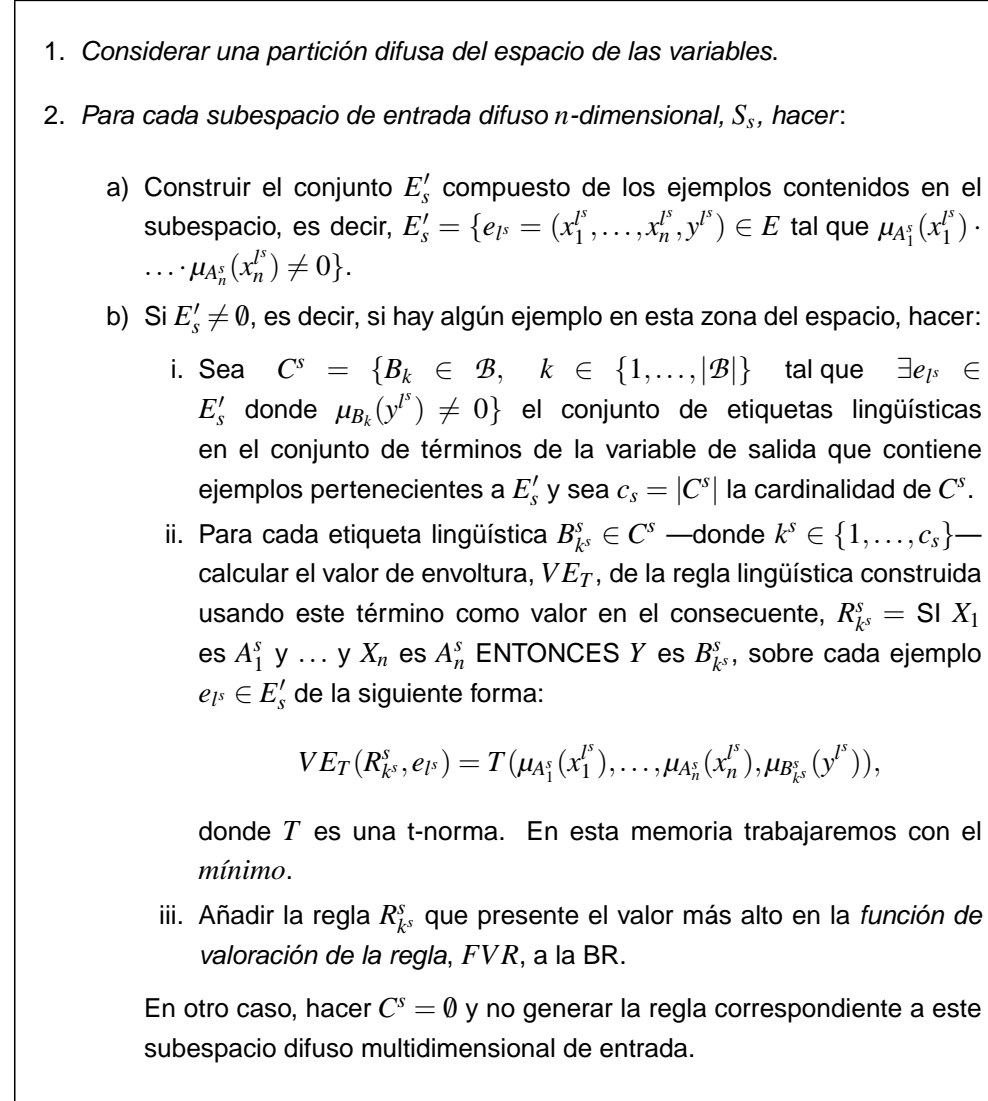 1. Considerar una partición difusa del espacio de las variables.
2. Para cada subespacio de entrada difuso n-dimensional, S_s, hacer:
a) Construir el conjunto E′_s compuesto de los ejemplos contenidos en el
subespacio, es decir, E′_s = {e_{l^s} = (x_1^{l^s},...,x_n^{l^s},y^{l^s}) ∈ E tal que μ_{A_1^s}(x_1^{l^s}) ·
... · μ_{A_n^s}(x_n^{l^s}) ≠ 0}.
b) Si E′_s ≠ ∅, es decir, si hay algún ejemplo en esta zona del espacio, hacer:
i. Sea C^s = {B_k ∈ ℬ, k ∈ {1,...,|ℬ|} tal que ∃e_{l^s} ∈
E′_s donde μ_{B_k}(y^{l^s}) ≠ 0} el conjunto de etiquetas lingüísticas
en el conjunto de términos de la variable de salida que contiene
ejemplos pertenecientes a E′_s y sea c_s = |C^s| la cardinalidad de C^s.
ii. Para cada etiqueta lingüística B^s_{k^s} ∈ C^s —donde k^s ∈ {1,...,c_s}—
calcular el valor de envoltura, VE_T, de la regla lingüística construida
usando este término como valor en el consecuente, R^s_{k^s} = SI X_1
es A_1^s y ... y X_n es A_n^s ENTONCES Y es B^s_{k^s}, sobre cada ejemplo
e_{l^s} ∈ E′_s de la siguiente forma:
VE_T(R^s_{k^s}, e_{l^s}) = T(μ_{A_1^s}(x_1^{l^s}),...,μ_{A_n^s}(x_n^{l^s}),μ_{B^s_{k^s}}(y^{l^s})),
donde T es una t-norma. En esta memoria trabajaremos con el
mínimo.
iii. Añadir la regla R^s_{k^s} que presente el valor más alto en la función de
valoración de la regla, FVR, a la BR.
En otro caso, hacer C^s = ∅ y no generar la regla correspondiente a este
subespacio difuso multidimensional de entrada.